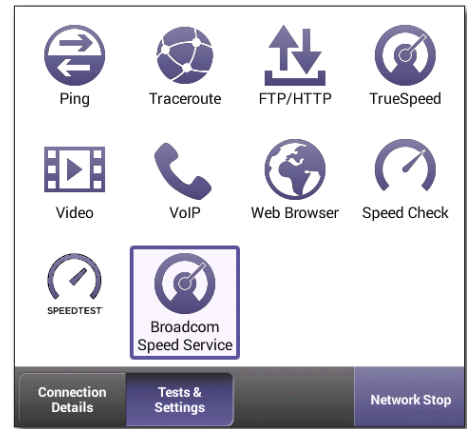 Ping
Traceroute
FTP/HTTP
TrueSpeed
Video
VoIP
Web Browser
Speed Check
SPEEDTEST
Broadcom
Speed Service
Connection
Details
Tests &
Settings
Network Stop